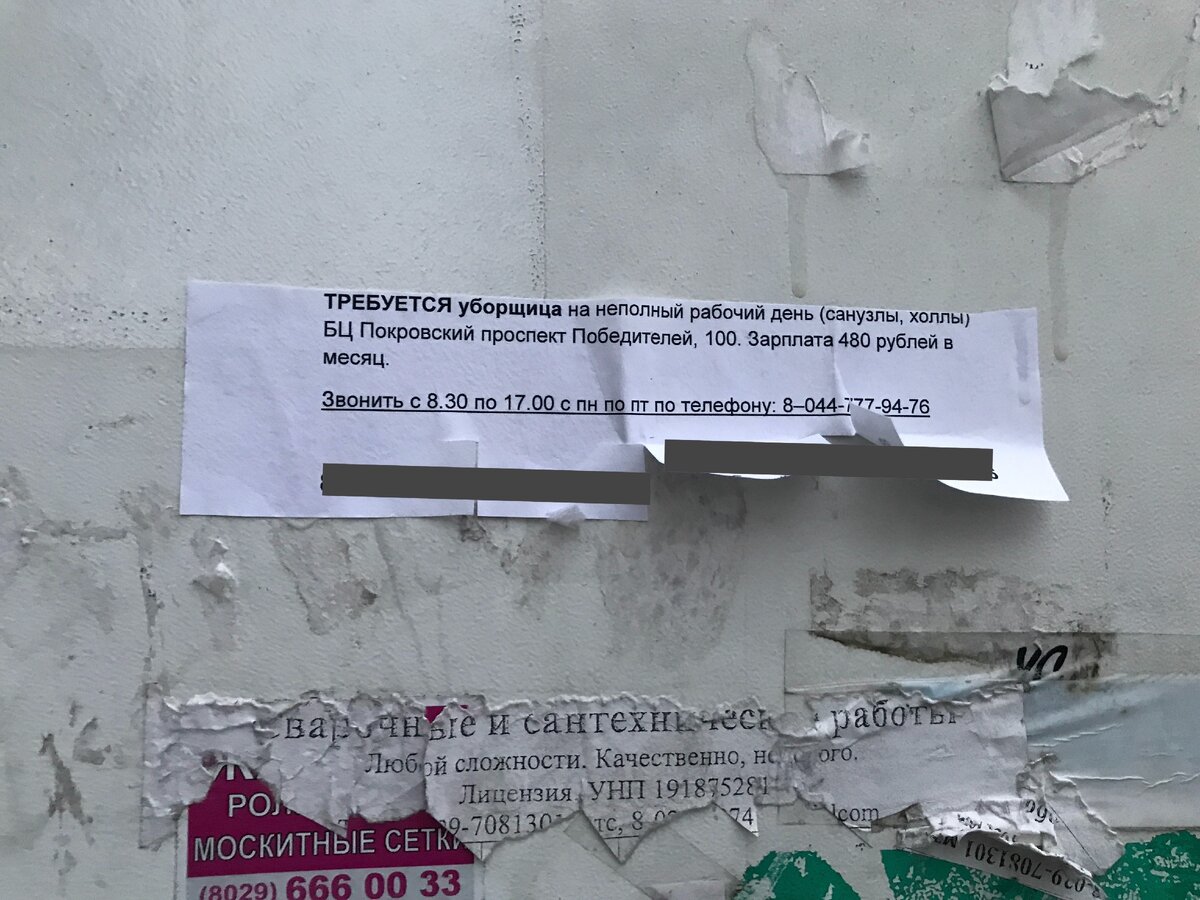 ТРЕБУЕТСЯ уборщица на неполный рабочий день (санузлы, холлы)
БЦ Покровский проспект Победителей, 100. Зарплата 480 рублей в
месяц.
Звонить с 8.30 по 17.00 с пн по пт по телефону: 8–044-777-94-76
и сантехническ работы
Любой сложности. Качественно,
Лицензия УНП 191875281
МОСКИТНЫЕ СЕТКИ
(8029) 666 00 33